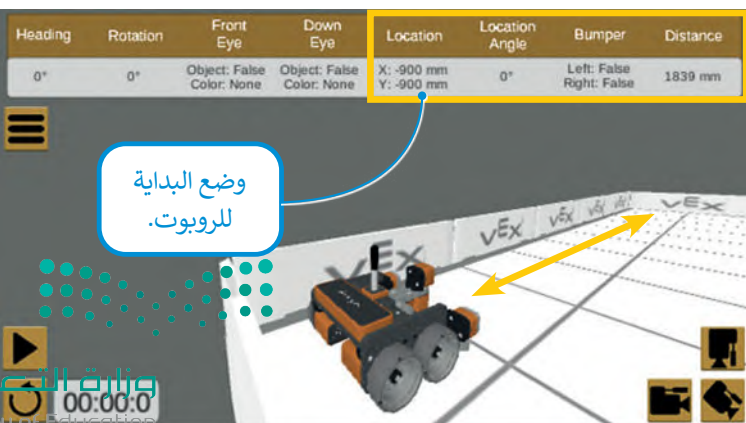 Heading Rotation Front Eye Down Eye Location Location Angle Bumper Distance
0° 0° Object: False Color: None Object: False Color: None X: -900 mm Y: -900 mm 0° Left: False Right: False 1839 mm
وضع البداية
للروبوت.
VEX
VEX
VEX
VEX
VEX
00:00:0